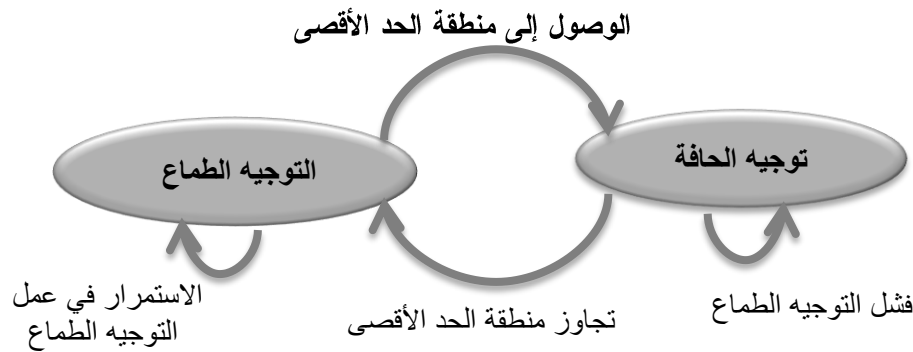 الوصول إلى منطقة الحد الأقصى
توجيه الحافة
التوجيه الطماع
فشل التوجيه الطماع
تجاوز منطقة الحد الأقصى
الاستمرار في عمل
التوجيه الطماع